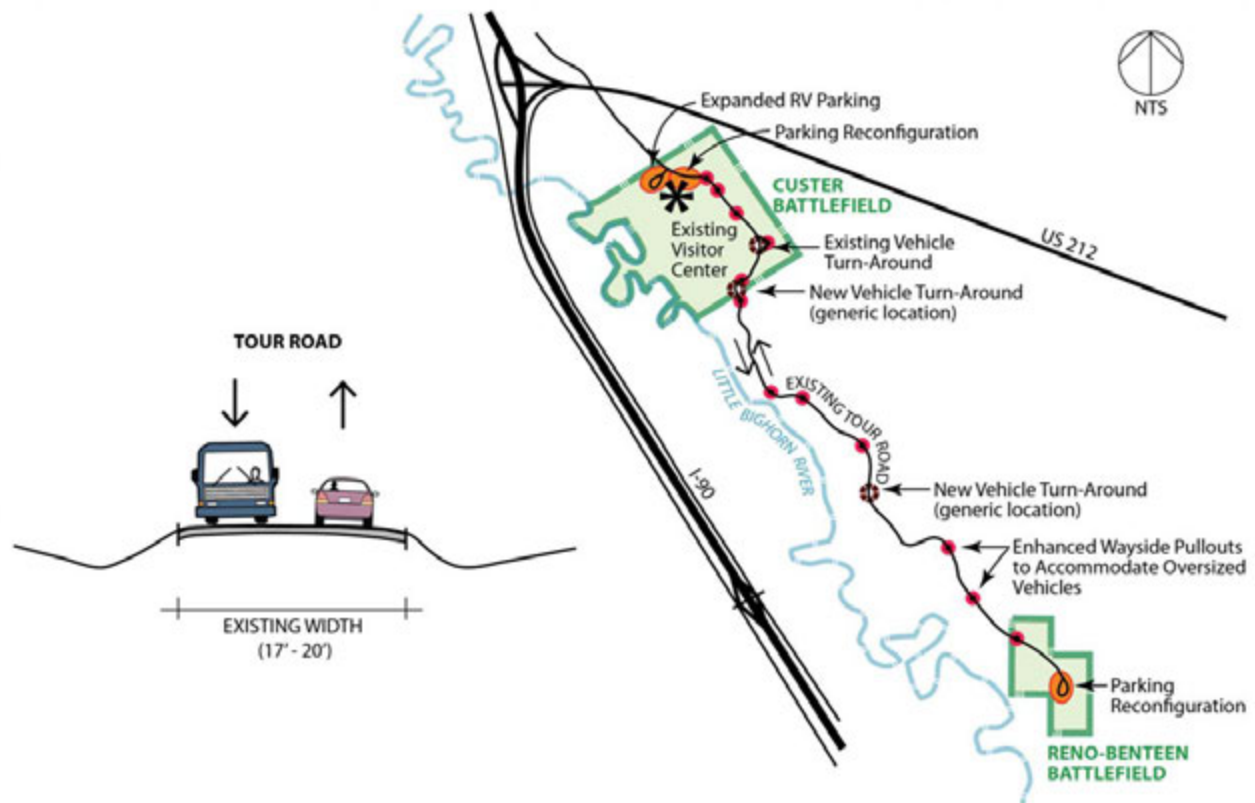 NTS
Expanded RV Parking
Parking Reconfiguration
CUSTER
BATTLEFIELD
Existing
Visitor
Center
Existing Vehicle
Turn-Around
US 212
New Vehicle Turn-Around
(generic location)
TOUR ROAD
LITTLE BIGHORN RIVER
EXISTING TOUR ROAD
I-90
New Vehicle Turn-Around
(generic location)
Enhanced Wayside Pullouts
to Accommodate Oversized
Vehicles
EXISTING WIDTH
(17' - 20')
Parking
Reconfiguration
RENO-BENTEEN
BATTLEFIELD